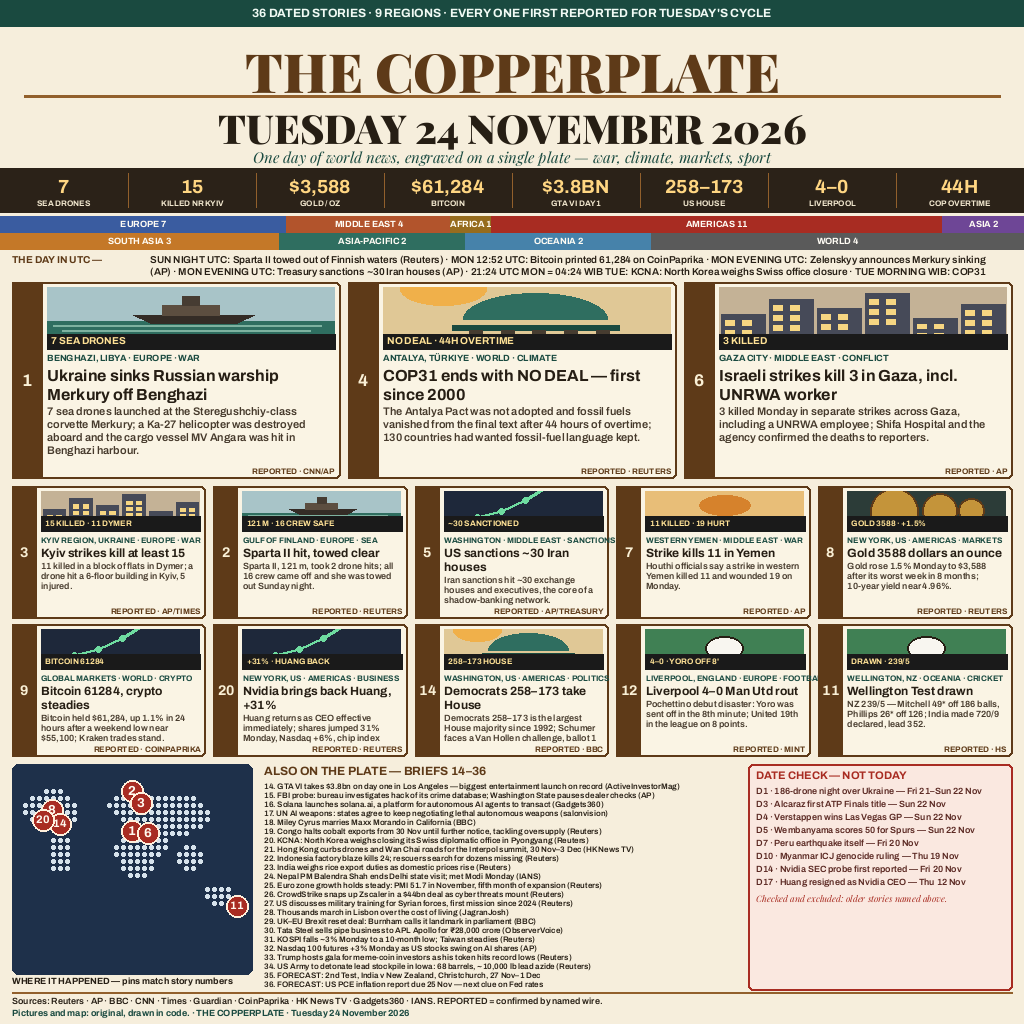 36 DATED STORIES · 9 REGIONS · EVERY ONE FIRST REPORTED FOR TUESDAY'S CYCLE
THE COPPERPLATE
TUESDAY 24 NOVEMBER 2026
One day of world news, engraved on a single plate — war, climate, markets, sport
7
SEA DRONES
15
KILLED NR KYIV
$3,588
GOLD / OZ
$61,284
BITCOIN
$3.8BN
GTA VI DAY 1
258–173
US HOUSE
4–0
LIVERPOOL
44H
COP OVERTIME
EUROPE 7
MIDDLE EAST 4
AFRICA 1
AMERICAS 11
ASIA 2
SOUTH ASIA 3
ASIA-PACIFIC 2
OCEANIA 2
WORLD 4
THE DAY IN UTC —
SUN NIGHT UTC: Sparta II towed out of Finnish waters (Reuters) · MON 12:52 UTC: Bitcoin printed 61,284 on CoinPaprika · MON EVENING UTC: Zelenskyy announces Merkury sinking
(AP) · MON EVENING UTC: Treasury sanctions ~30 Iran houses (AP) · 21:24 UTC MON = 04:24 WIB TUE: KCNA: North Korea weighs Swiss office closure · TUE MORNING WIB: COP31
1
7 SEA DRONES
BENGHAZI, LIBYA · EUROPE · WAR
Ukraine sinks Russian warship
Merkury off Benghazi
7 sea drones launched at the Steregushchiy-class
corvette Merkury; a Ka-27 helicopter was destroyed
aboard and the cargo vessel MV Angara was hit in
Benghazi harbour.
REPORTED · CNN/AP
4
NO DEAL · 44H OVERTIME
ANTALYA, TÜRKIYE · WORLD · CLIMATE
COP31 ends with NO DEAL — first
since 2000
The Antalya Pact was not adopted and fossil fuels
vanished from the final text after 44 hours of overtime;
130 countries had wanted fossil-fuel language kept.
REPORTED · REUTERS
6
3 KILLED
GAZA CITY · MIDDLE EAST · CONFLICT
Israeli strikes kill 3 in Gaza, incl.
UNRWA worker
3 killed Monday in separate strikes across Gaza,
including a UNRWA employee; Shifa Hospital and the
agency confirmed the deaths to reporters.
REPORTED · AP
3
15 KILLED · 11 DYMER
KYIV REGION, UKRAINE · EUROPE · WAR
Kyiv strikes kill at least 15
11 killed in a block of flats in Dymer; a
drone hit a 6-floor building in Kyiv, 5
injured.
REPORTED · AP/TIMES
2
121 M · 16 CREW SAFE
GULF OF FINLAND · EUROPE · SEA
Sparta II hit, towed clear
Sparta II, 121 m, took 2 drone hits; all
16 crew came off and she was towed
out Sunday night.
REPORTED · REUTERS
5
~30 SANCTIONED
WASHINGTON · MIDDLE EAST · SANCTIONS
US sanctions ~30 Iran
houses
Iran sanctions hit ~30 exchange
houses and executives, the core of a
shadow-banking network.
REPORTED · AP/TREASURY
7
11 KILLED · 19 HURT
WESTERN YEMEN · MIDDLE EAST · WAR
Strike kills 11 in Yemen
Houthi officials say a strike in western
Yemen killed 11 and wounded 19 on
Monday.
REPORTED · AP
8
GOLD 3588 · +1.5%
NEW YORK, US · AMERICAS · MARKETS
Gold 3588 dollars an ounce
Gold rose 1.5% Monday to $3,588
after its worst week in 8 months;
10-year yield near 4.96%.
REPORTED · REUTERS
9
BITCOIN 61284
GLOBAL MARKETS · WORLD · CRYPTO
Bitcoin 61284, crypto
steadies
Bitcoin held $61,284, up 1.1% in 24
hours after a weekend low near
$55,100; Kraken trades stand.
REPORTED · COINPAPRIKA
20
+31% · HUANG BACK
NEW YORK, US · AMERICAS · BUSINESS
Nvidia brings back Huang,
+31%
Huang returns as CEO effective
immediately; shares jumped 31%
Monday, Nasdaq +6%, chip index
REPORTED · REUTERS
14
258–173 HOUSE
WASHINGTON, US · AMERICAS · POLITICS
Democrats 258–173 take
House
Democrats 258–173 is the largest
House majority since 1992; Schumer
faces a Van Hollen challenge, ballot 1
REPORTED · BBC
12
4–0 · YORO OFF 8'
LIVERPOOL, ENGLAND · EUROPE · FOOTBA
Liverpool 4–0 Man Utd rout
Pochettino debut disaster: Yoro was
sent off in the 8th minute; United 19th
in the league on 8 points.
REPORTED · MINT
11
DRAWN · 239/5
WELLINGTON, NZ · OCEANIA · CRICKET
Wellington Test drawn
NZ 239/5 — Mitchell 49* off 186 balls,
Phillips 26* off 126; India made 720/9
declared, lead 352.
REPORTED · HS
2
3
8
20
14
1
6
11
WHERE IT HAPPENED — pins match story numbers
ALSO ON THE PLATE — BRIEFS 14–36
14. GTA VI takes $3.8bn on day one in Los Angeles — biggest entertainment launch on record (ActiveInvestorMag)
15. FBI probe: bureau investigates hack of its crime database; Washington State pauses dealer checks (AP)
16. Solana launches solana.ai, a platform for autonomous AI agents to transact (Gadgets360)
17. UN AI weapons: states agree to keep negotiating lethal autonomous weapons (salonvision)
18. Miley Cyrus marries Maxx Morando in California (BBC)
19. Congo halts cobalt exports from 30 Nov until further notice, tackling oversupply (Reuters)
20. KCNA: North Korea weighs closing its Swiss diplomatic office in Pyongyang (Reuters)
21. Hong Kong curbs drones and Wan Chai roads for the Interpol summit, 30 Nov–3 Dec (HK News TV)
22. Indonesia factory blaze kills 24; rescuers search for dozens missing (Reuters)
23. India weighs rice export duties as domestic prices rise (Reuters)
24. Nepal PM Balendra Shah ends Delhi state visit; met Modi Monday (IANS)
25. Euro zone growth holds steady: PMI 51.7 in November, fifth month of expansion (Reuters)
26. CrowdStrike snaps up Zscaler in a $44bn deal as cyber threats mount (Reuters)
27. US discusses military training for Syrian forces, first mission since 2024 (Reuters)
28. Thousands march in Lisbon over the cost of living (JagranJosh)
29. UK–EU Brexit reset deal: Burnham calls it landmark in parliament (BBC)
30. Tata Steel sells pipe business to APL Apollo for ₹28,000 crore (ObserverVoice)
31. KOSPI falls ~3% Monday to a 10-month low; Taiwan steadies (Reuters)
32. Nasdaq 100 futures +3% Monday as US stocks swing on AI shares (AP)
33. Trump hosts gala for meme-coin investors as his token hits record lows (Reuters)
34. US Army to detonate lead stockpile in Iowa: 68 barrels, ~10,000 lb lead azide (Reuters)
35. FORECAST: 2nd Test, India v New Zealand, Christchurch, 27 Nov–1 Dec
36. FORECAST: US PCE inflation report due 25 Nov — next clue on Fed rates
DATE CHECK — NOT TODAY
D1 · 186-drone night over Ukraine — Fri 21–Sun 22 Nov
D3 · Alcaraz first ATP Finals title — Sun 22 Nov
D4 · Verstappen wins Las Vegas GP — Sun 22 Nov
D5 · Wembanyama scores 50 for Spurs — Sun 22 Nov
D7 · Peru earthquake itself — Fri 20 Nov
D10 · Myanmar ICJ genocide ruling — Thu 19 Nov
D14 · Nvidia SEC probe first reported — Fri 20 Nov
D17 · Huang resigned as Nvidia CEO — Thu 12 Nov
Checked and excluded: older stories named above.
Sources: Reuters · AP · BBC · CNN · Times · Guardian · CoinPaprika · HK News TV · Gadgets360 · IANS. REPORTED = confirmed by named wire.
Pictures and map: original, drawn in code. · THE COPPERPLATE · Tuesday 24 November 2026